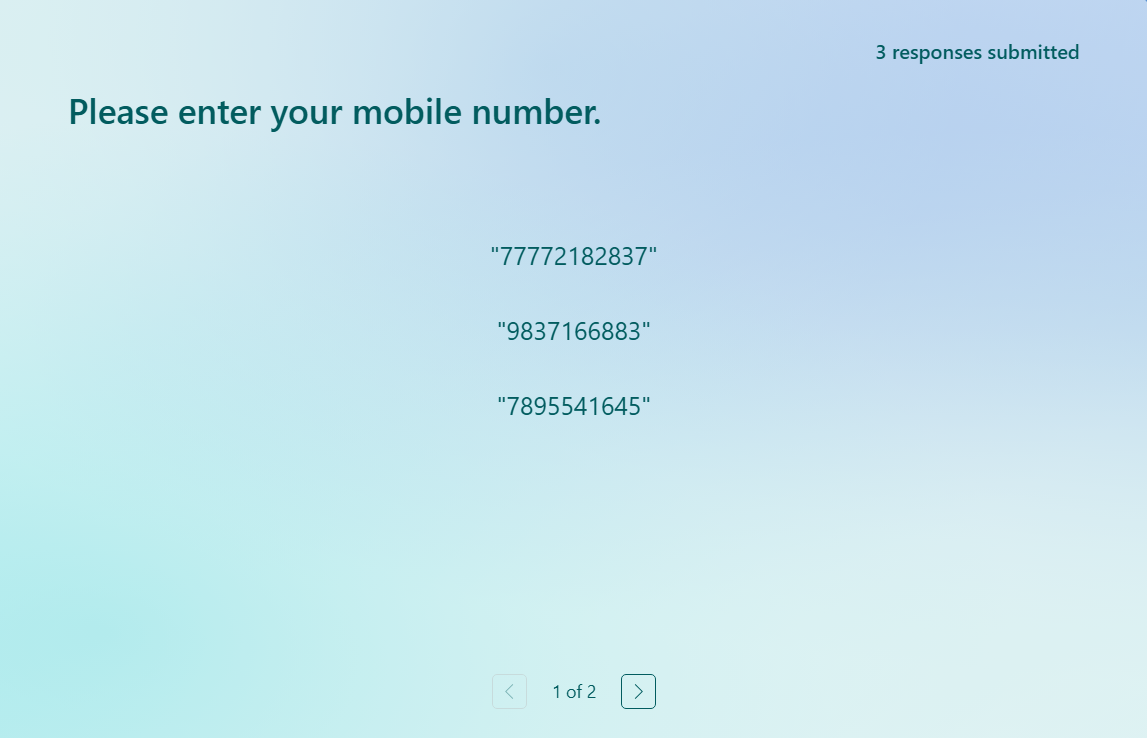 3 responses submitted
Please enter your mobile number.
"77772182837"
"9837166883"
"7895541645"
1 of 2